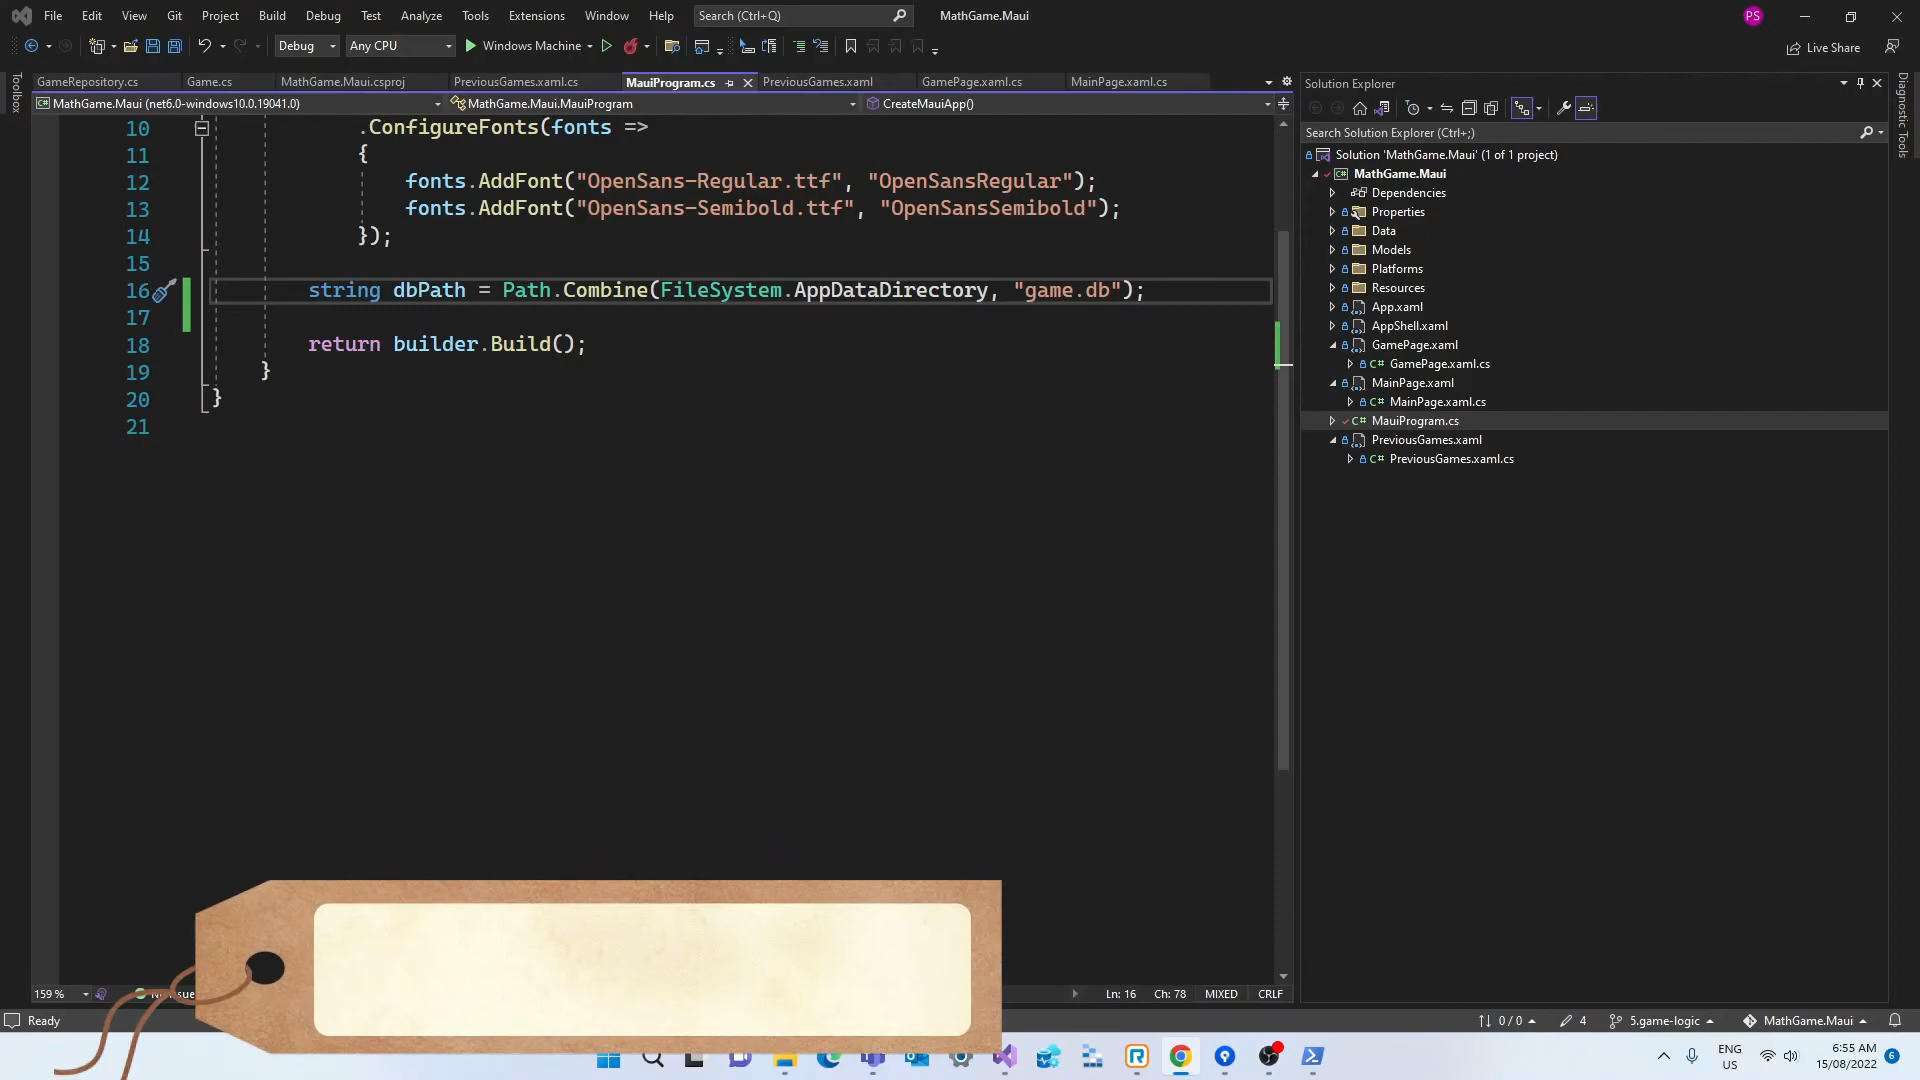 File Edit View Git Project Build Debug Test Analyze Tools Extensions Window Help Search (Ctrl+Q) MathGame.Maui PS
Debug Any CPU Windows Machine Live Share
Toolbox
GameRepository.cs Game.cs MathGame.Maui.csproj PreviousGames.xaml.cs MauiProgram.cs PreviousGames.xaml GamePage.xaml.cs MainPage.xaml.cs
MathGame.Maui (net6.0-windows10.0.19041.0) MathGame.Maui.MauiProgram CreateMauiApp()
10 .ConfigureFonts(fonts =>
11 {
12 fonts.AddFont("OpenSans-Regular.ttf", "OpenSansRegular");
13 fonts.AddFont("OpenSans-Semibold.ttf", "OpenSansSemibold");
14 });
15
16 string dbPath = Path.Combine(FileSystem.AppDataDirectory, "game.db");
17
18 return builder.Build();
19 }
20 }
21
Solution Explorer
Search Solution Explorer (Ctrl+;)
Solution 'MathGame.Maui' (1 of 1 project)
MathGame.Maui
Dependencies
Properties
Data
Models
Platforms
Resources
App.xaml
AppShell.xaml
GamePage.xaml
C# GamePage.xaml.cs
MainPage.xaml
C# MainPage.xaml.cs
C# MauiProgram.cs
PreviousGames.xaml
C# PreviousGames.xaml.cs
Diagnostic Tools
159 % Ln: 16 Ch: 78 MIXED CRLF
Ready 0 / 0 4 5.game-logic MathGame.Maui
ENG
US
6:55 AM
15/08/2022
6